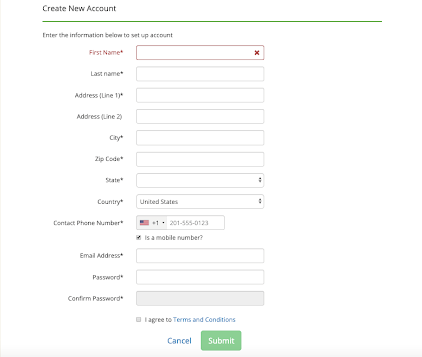 Create New Account
Enter the information below to set up account
First Name*
Last name*
Address (Line 1)*
Address (Line 2)
City*
Zip Code*
State*
Country* United States
Contact Phone Number* +1 201-555-0123
Is a mobile number?
Email Address*
Password*
Confirm Password*
I agree to Terms and Conditions
Cancel Submit